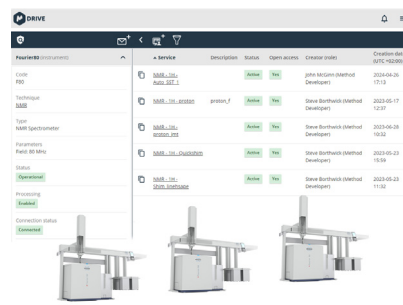 DRIVE
Fourier80 (Instrument)
Code
F80
Technique
NMR
Type
NMR Spectrometer
Parameters
Field: 80 MHz
Status
Operational
Processing
Enabled
Connection status
Connected
Service Description Status Open access Creator (role) Creation date (UTC +02:00)
NMR - 1H - Auto_SST_1 Active Yes John McGinn (Method Developer) 2024-04-26 17:13
NMR - 1H - proton proton_f Active Yes Steve Borthwick (Method Developer) 2023-05-17 12:37
NMR - 1H - Active Yes Steve Borthwick (Method Developer) 2023-06-28 10:32
NMR - 1H - Quickshim Active Yes Steve Borthwick (Method Developer) 2023-05-23 15:59
NMR - 1H - Shim_lineshape Active Yes Steve Borthwick (Method Developer) 2023-05-23 11:32